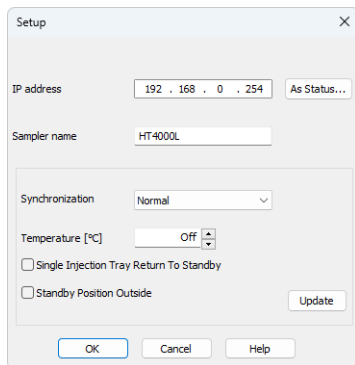 Setup
IP address 192 . 168 . 0 . 254 As Status...
Sampler name HT4000L
Synchronization Normal
Temperature [°C] Off
Single Injection Tray Return To Standby
Standby Position Outside
Update
OK Cancel Help